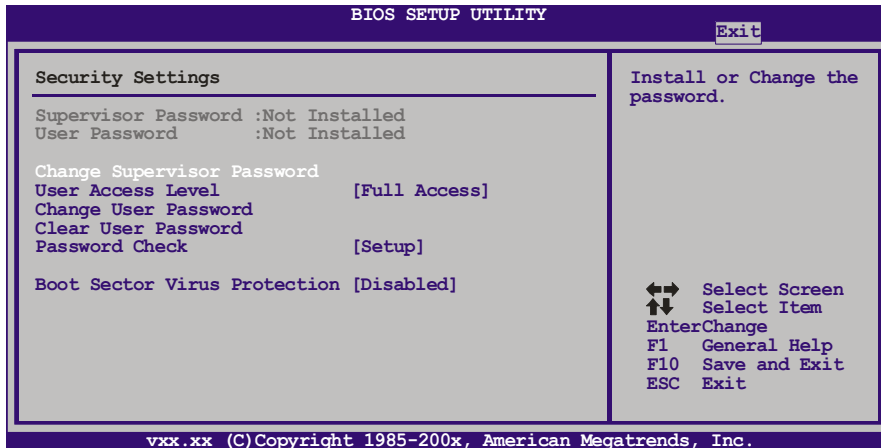 BIOS SETUP UTILITY
Exit
Security Settings
Supervisor Password :Not Installed
User Password :Not Installed
Change Supervisor Password
User Access Level [Full Access]
Change User Password
Clear User Password
Password Check [Setup]
Boot Sector Virus Protection [Disabled]
Install or Change the
password.
Select Screen
Select Item
EnterChange
F1 General Help
F10 Save and Exit
ESC Exit
vxx.xx (C)Copyright 1985-200x, American Megatrends, Inc.